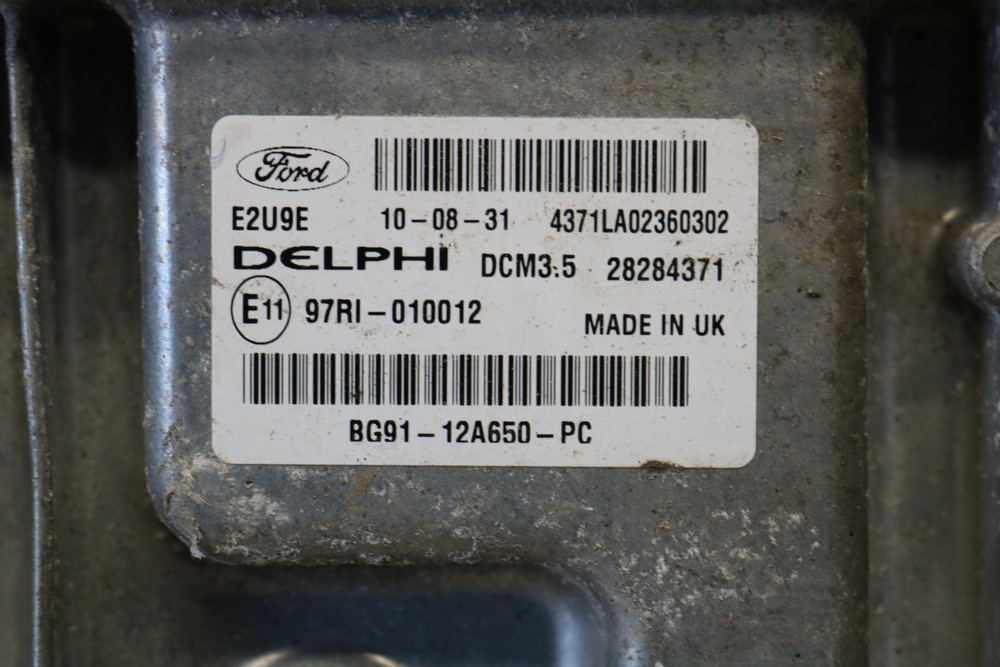 Ford
E2U9E 10-08-31 4371LA02360302
DELPHI DCM3.5 28284371
E11 97RI-010012
MADE IN UK
BG91-12A650-PC